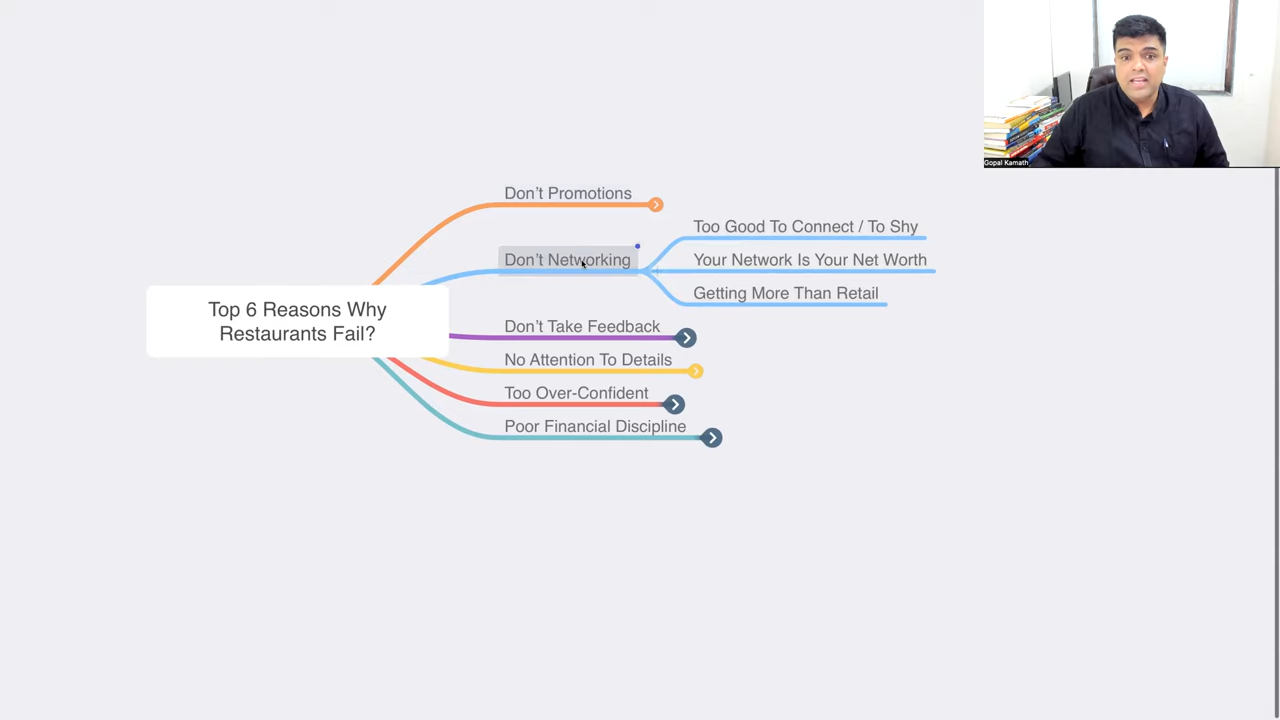 Gopal Kamath
Don’t Promotions
Too Good To Connect / To Shy
Don’t Networking
Your Network Is Your Net Worth
Getting More Than Retail
Top 6 Reasons Why
Restaurants Fail?
Don’t Take Feedback
No Attention To Details
Too Over-Confident
Poor Financial Discipline